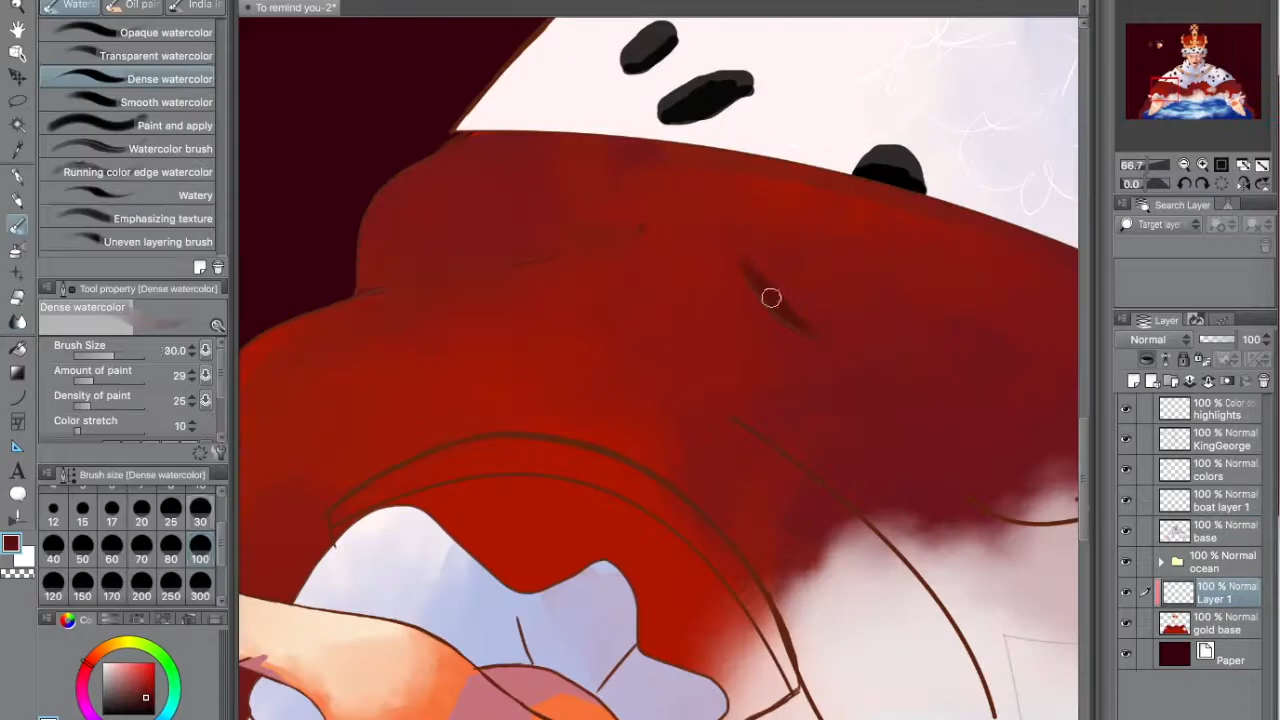 Waterc
Oil pain
India in
To remind you-2*
Opaque watercolor
Transparent watercolor
Dense watercolor
Smooth watercolor
Paint and apply
Watercolor brush
Running color edge watercolor
Watery
Emphasizing texture
Uneven layering brush
Tool property [Dense watercolor]
Dense watercolor
Brush Size
30.0
Amount of paint
29
Density of paint
25
Color stretch
10
Brush size [Dense watercolor]
12 15 17 20 25 30
40 50 60 70 80 100
120 150 170 200 250 300
Co
A
66.7
0.0
Search Layer
Target layer
Layer
Normal
100
100 % Color
highlights
100 % Normal
KingGeorge
100 % Normal
colors
100 % Normal
boat layer 1
100 % Normal
base
100 % Normal
ocean
100 % Normal
Layer 1
100 % Normal
gold base
Paper